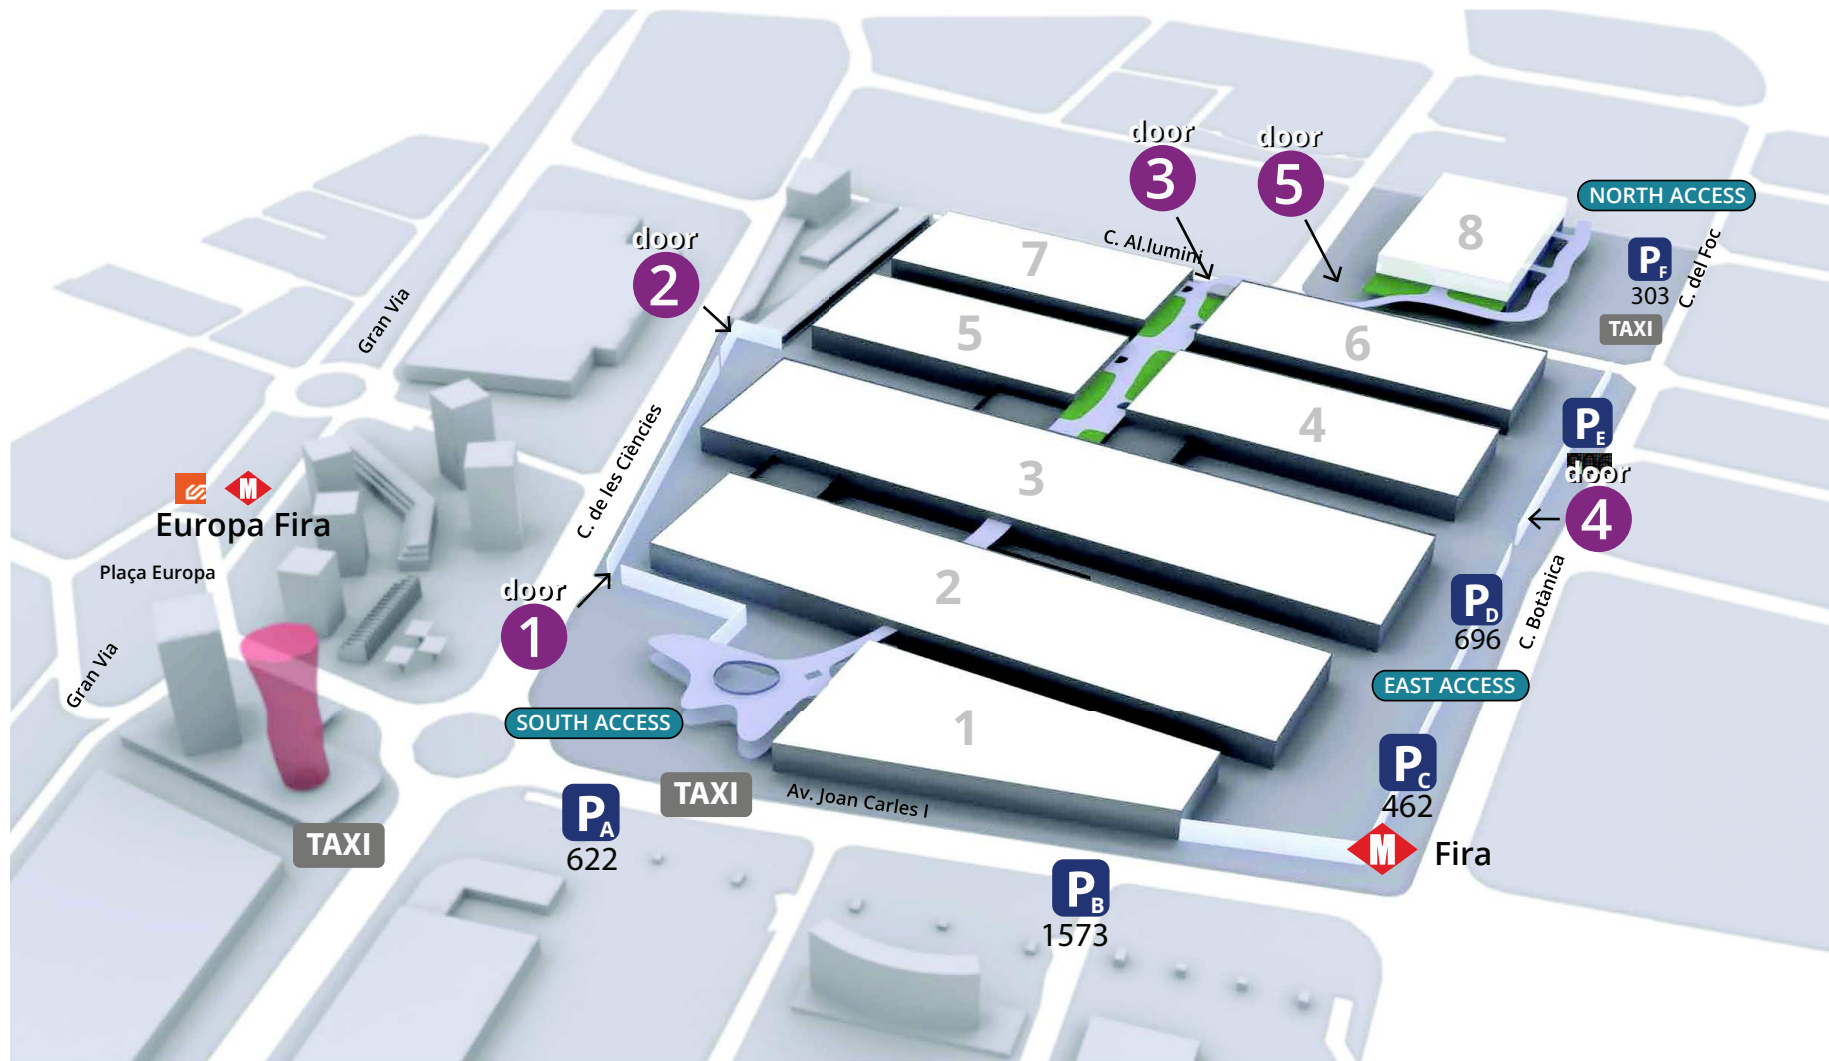 door
3
door
5
NORTH ACCESS
door
2
C. Al.lumini
7
8
P F
303
C. del Foc
TAXI
Gran Via
5
6
4
P E
door
4
C. de les Ciències
3
M
Europa Fira
Plaça Europa
2
door
1
P D
696
C. Botànica
EAST ACCESS
Gran Via
SOUTH ACCESS
1
P C
462
TAXI
Av. Joan Carles I
P A
622
TAXI
M
Fira
P B
1573